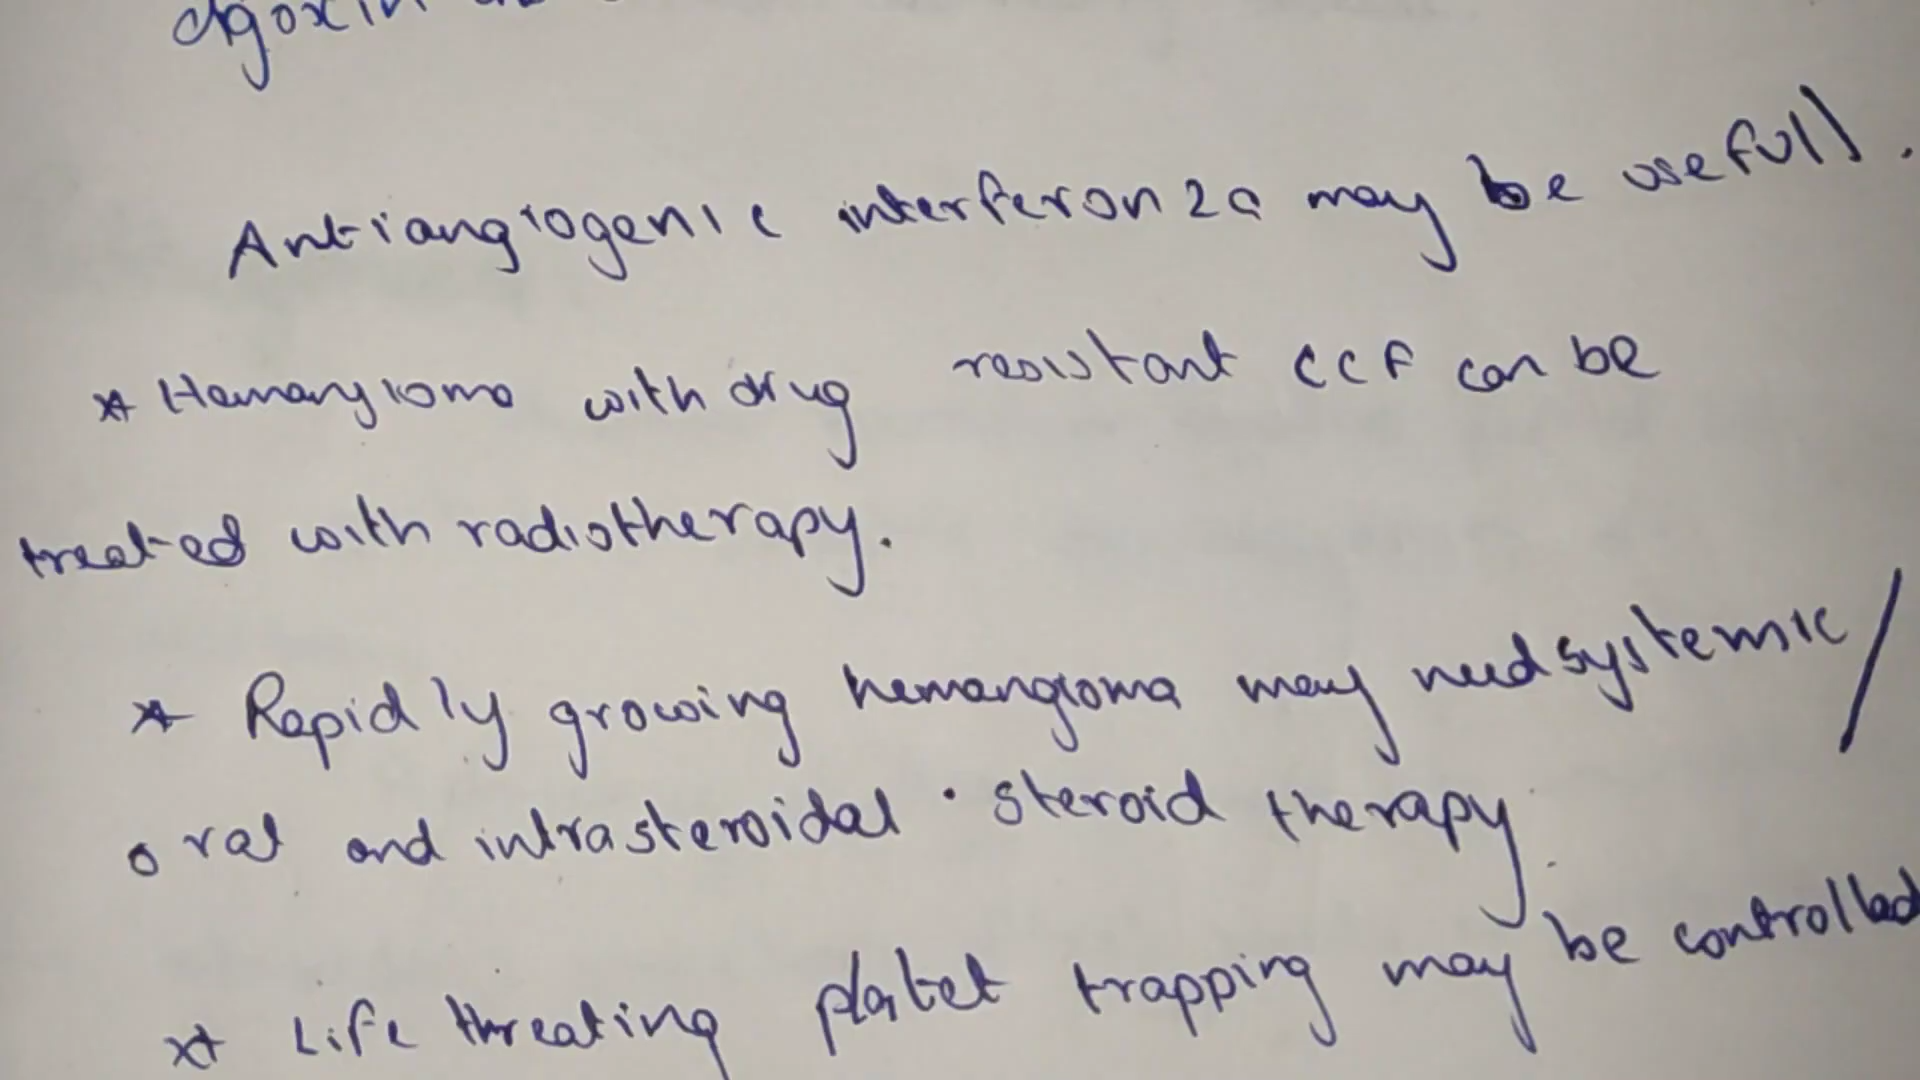 digoxin
Antiangiogenic interferon 2a may be usefull.
* Hemangioma with drug resistant CCF can be
treated with radiotherapy.
* Rapidly growing hemangioma may need systemic/
oral and intrasteroidal steroid therapy.
* Life threating platet trapping may be controlled